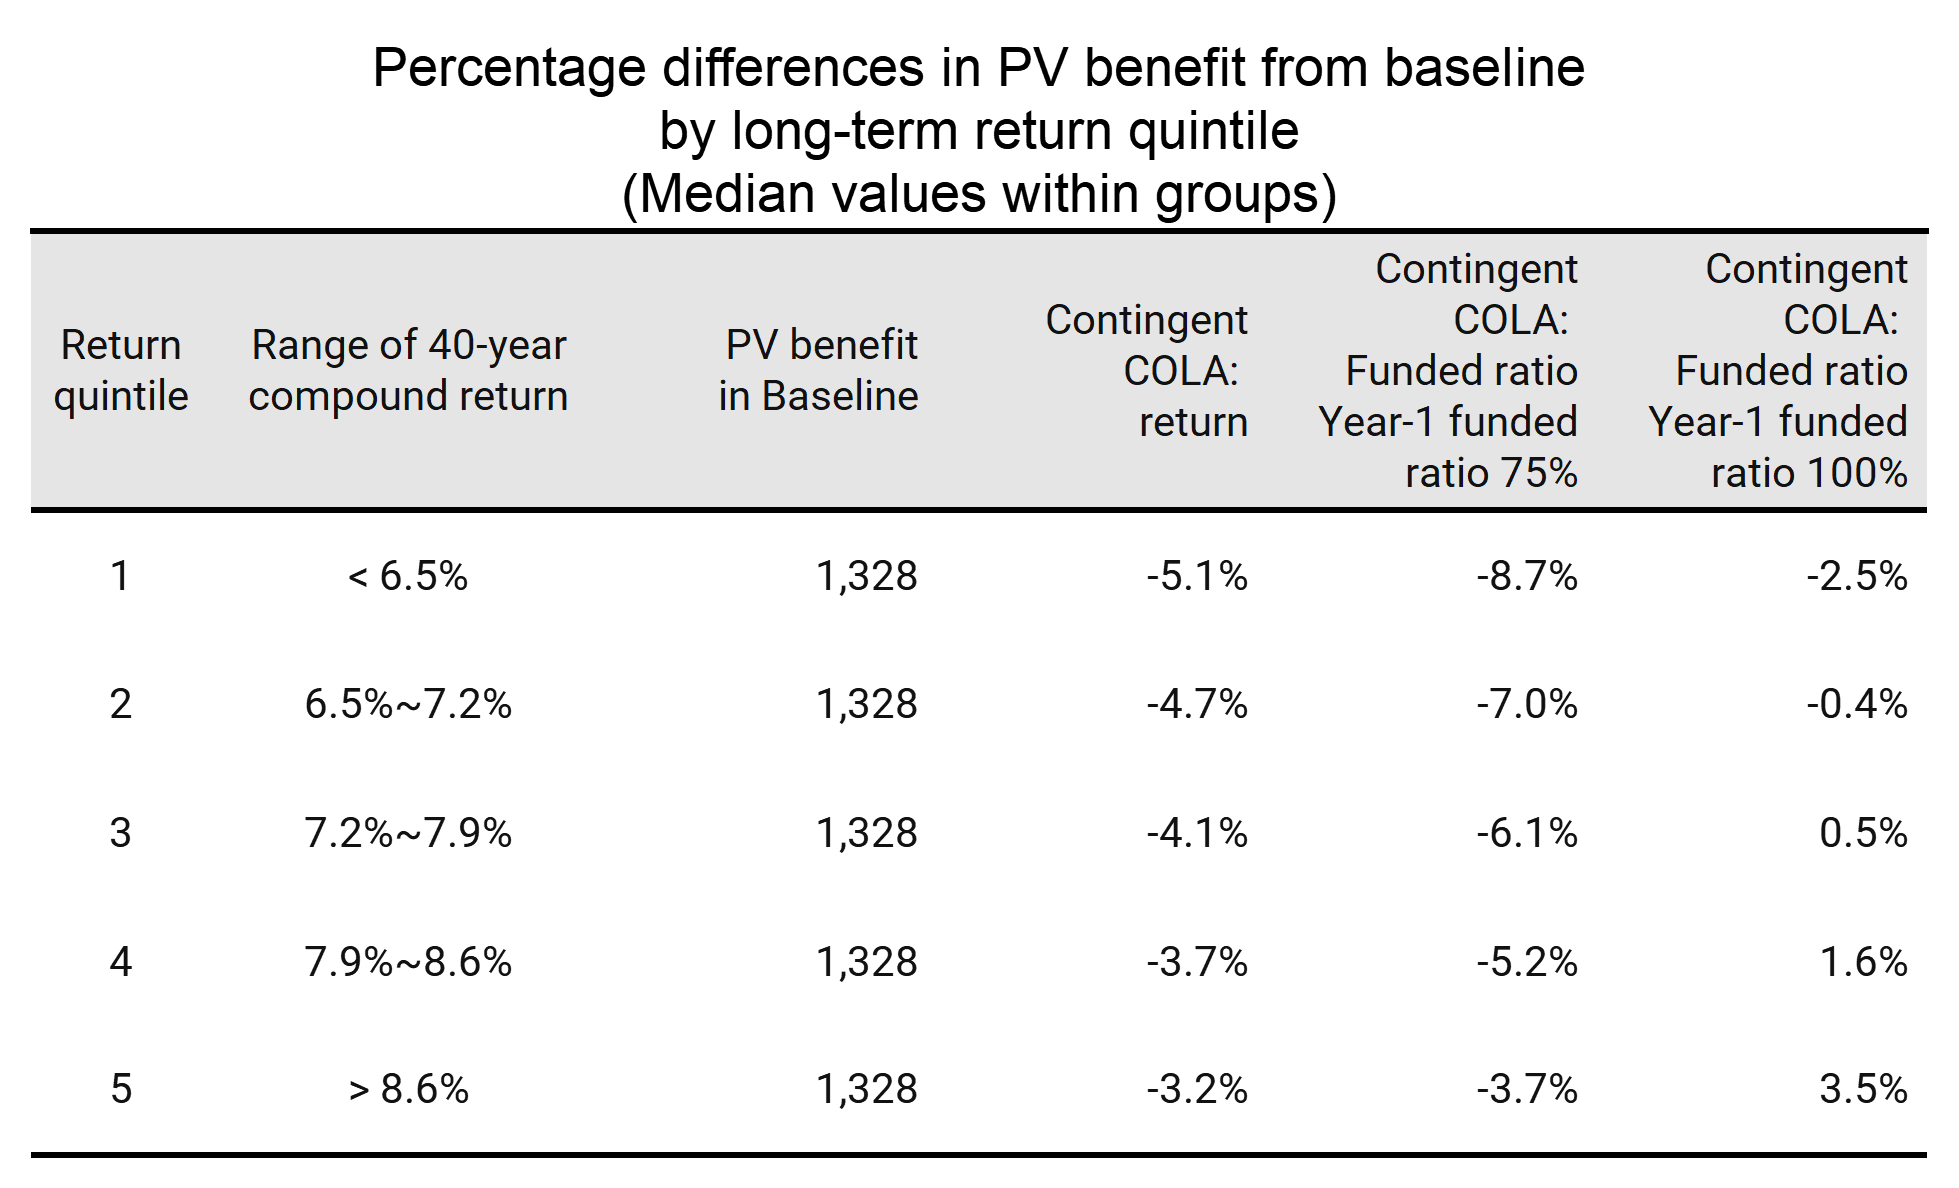 Percentage differences in PV benefit from baseline
by long-term return quintile
(Median values within groups)
Return quintile | Range of 40-year compound return | PV benefit in Baseline | Contingent COLA: return | Contingent COLA: Funded ratio Year-1 funded ratio 75% | Contingent COLA: Funded ratio Year-1 funded ratio 100%
1 | < 6.5% | 1,328 | -5.1% | -8.7% | -2.5%
2 | 6.5%~7.2% | 1,328 | -4.7% | -7.0% | -0.4%
3 | 7.2%~7.9% | 1,328 | -4.1% | -6.1% | 0.5%
4 | 7.9%~8.6% | 1,328 | -3.7% | -5.2% | 1.6%
5 | > 8.6% | 1,328 | -3.2% | -3.7% | 3.5%